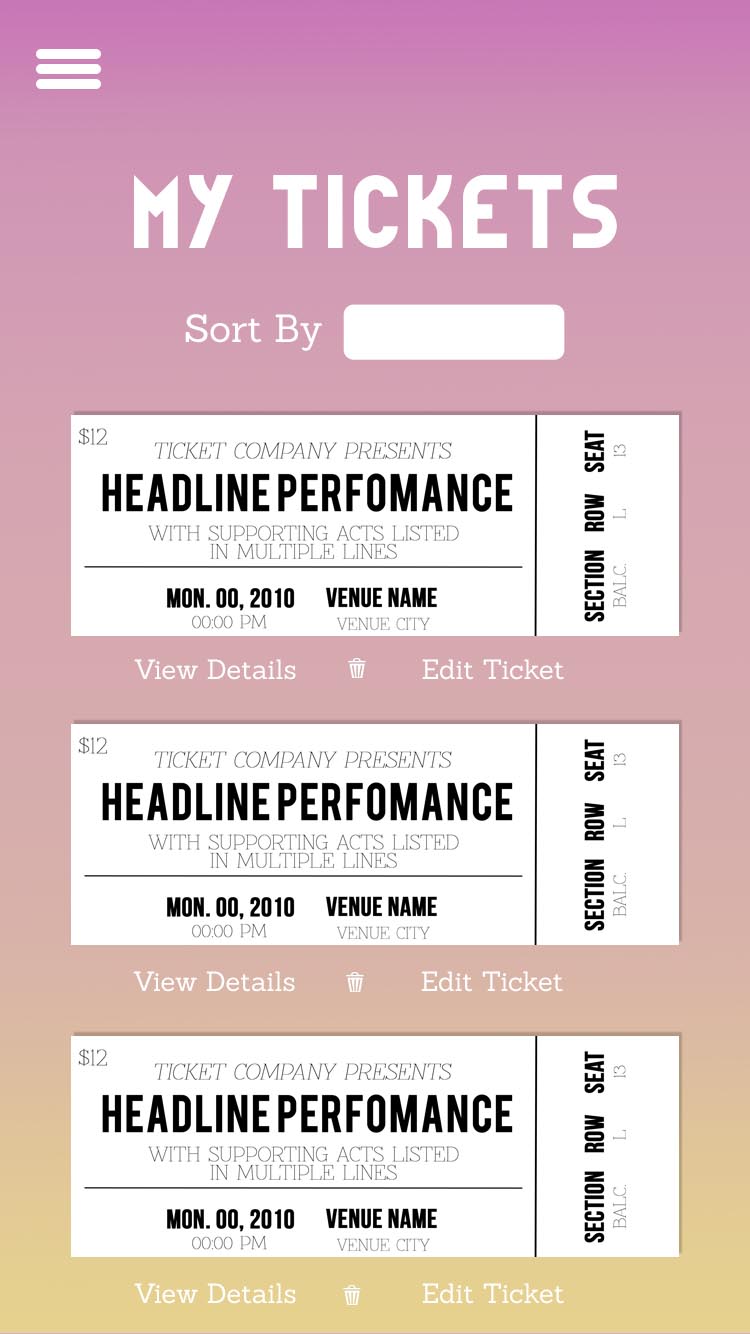 MY TICKETS
Sort By
$12
TICKET COMPANY PRESENTS
HEADLINE PERFOMANCE
WITH SUPPORTING ACTS LISTED
IN MULTIPLE LINES
MON. 00, 2010 VENUE NAME
00:00 PM VENUE CITY
SECTION ROW SEAT
BALC. L 13
View Details Edit Ticket
$12
TICKET COMPANY PRESENTS
HEADLINE PERFOMANCE
WITH SUPPORTING ACTS LISTED
IN MULTIPLE LINES
MON. 00, 2010 VENUE NAME
00:00 PM VENUE CITY
SECTION ROW SEAT
BALC. L 13
View Details Edit Ticket
$12
TICKET COMPANY PRESENTS
HEADLINE PERFOMANCE
WITH SUPPORTING ACTS LISTED
IN MULTIPLE LINES
MON. 00, 2010 VENUE NAME
00:00 PM VENUE CITY
SECTION ROW SEAT
BALC. L 13
View Details Edit Ticket